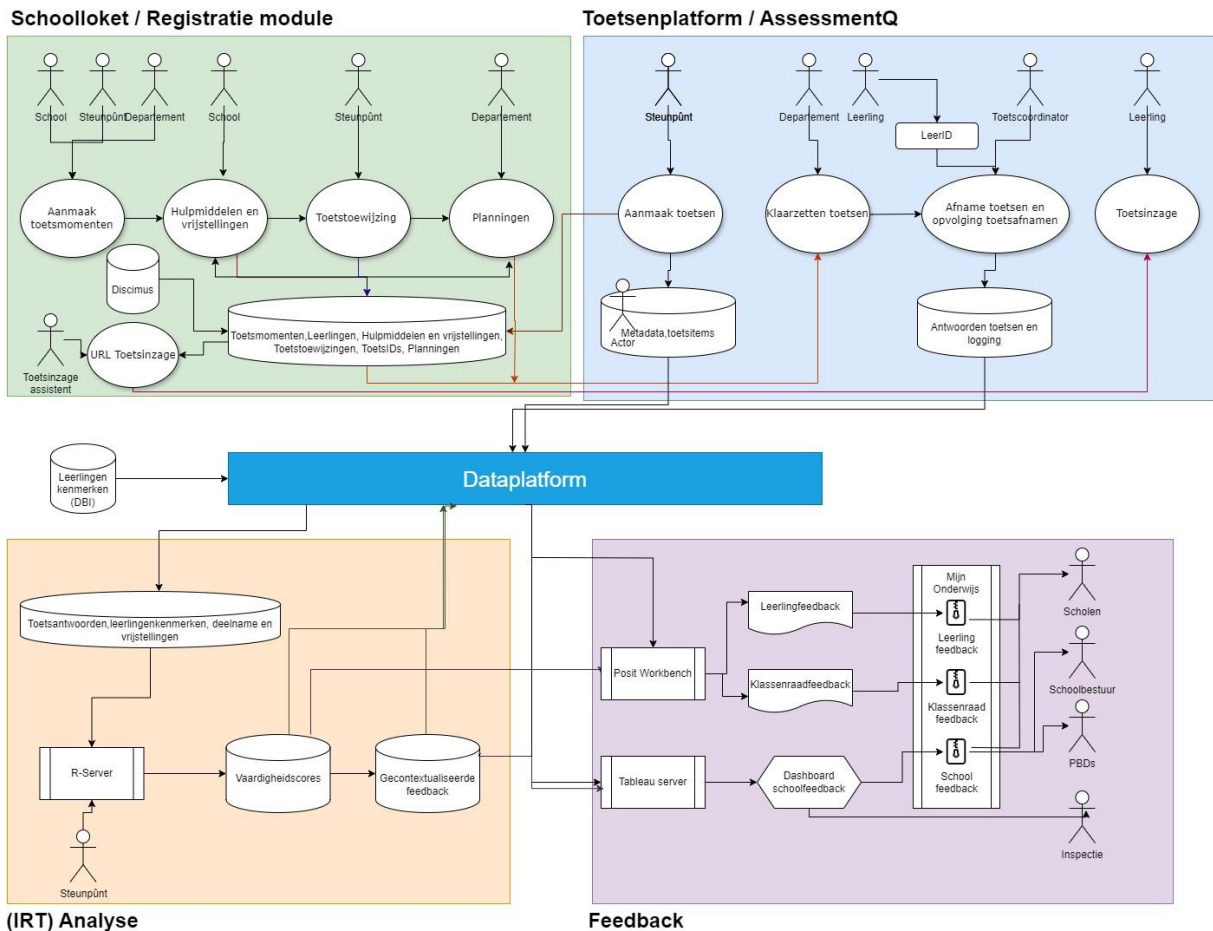 Schoolloket / Registratie module
Toetsenplatform / AssessmentQ
School
Steunpûnt
Departement
School
Steunpûnt
Departement
Steunpûnt
Departement
Leerling
Toetscoordinator
Leerling
LeerID
Aanmaak
toetsmomenten
Hulpmiddelen en
vrijstellingen
Toetstoewijzing
Planningen
Aanmaak toetsen
Klaarzetten toetsen
Afname toetsen en
opvolging toetsafnamen
Toetsinzage
Discimus
Toetsmomenten,Leerlingen, Hulpmiddelen en vrijstellingen,
Toetstoewijzingen, ToetsIDs, Planningen
URL Toetsinzage
Toetsinzage
assistent
Metadata,toetsitems
Actor
Antwoorden toetsen en
logging
Leerlingen
kenmerken
(DBI)
Dataplatform
Toetsantwoorden,leerlingenkenmerken, deelname en
vrijstellingen
R-Server
Vaardigheidscores
Gecontextualiseerde
feedback
Steunpûnt
Posit Workbench
Leerlingfeedback
Klassenraadfeedback
Tableau server
Dashboard
schoolfeedback
Mijn
Onderwijs
Leerling
feedback
Klassenraad
feedback
School
feedback
Scholen
Schoolbestuur
PBDs
Inspectie
(IRT) Analyse
Feedback